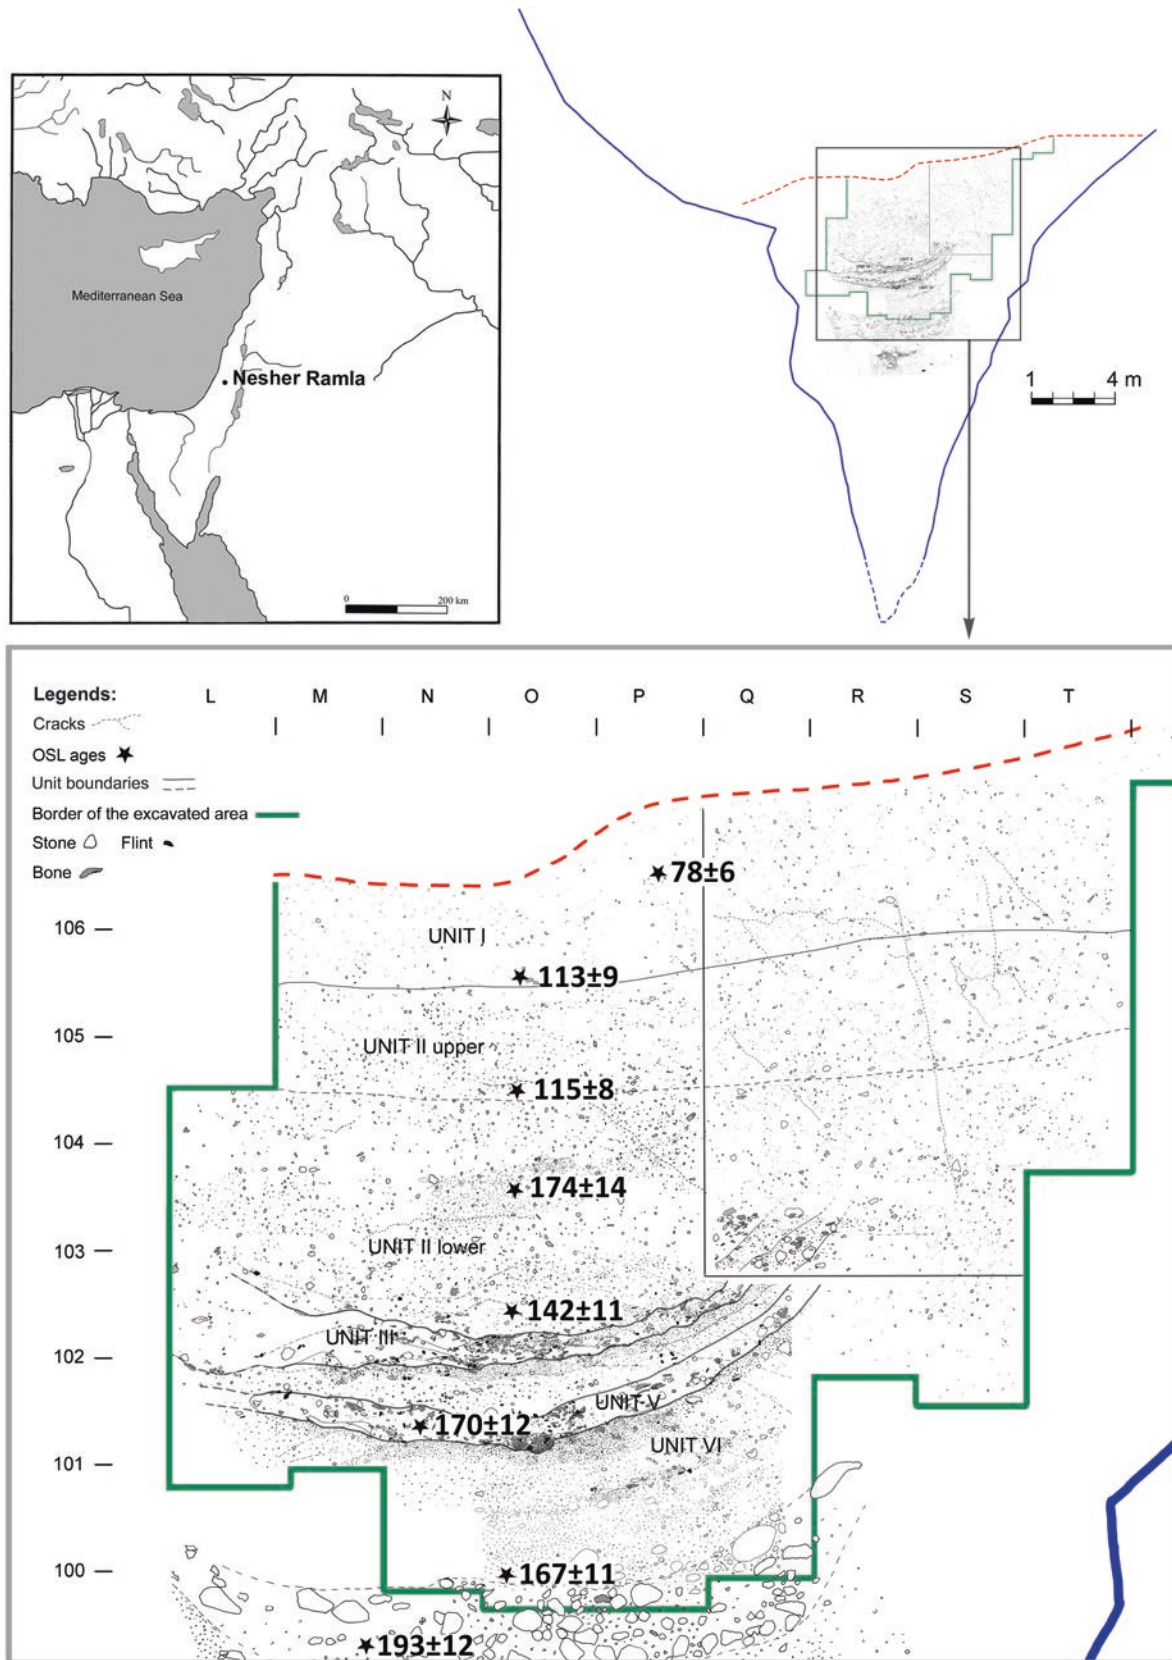 N
Mediterranean Sea
Nesher Ramla
0 200 km
1 4 m
Legends:
Cracks
OSL ages
Unit boundaries
Border of the excavated area
Stone Flint
Bone
L M N O P Q R S T
78±6
106
UNIT I
113±9
105
UNIT II upper
115±8
104
174±14
103
UNIT II lower
142±11
UNIT III
102
UNIT V
170±12
UNIT VI
101
100
167±11
193±12